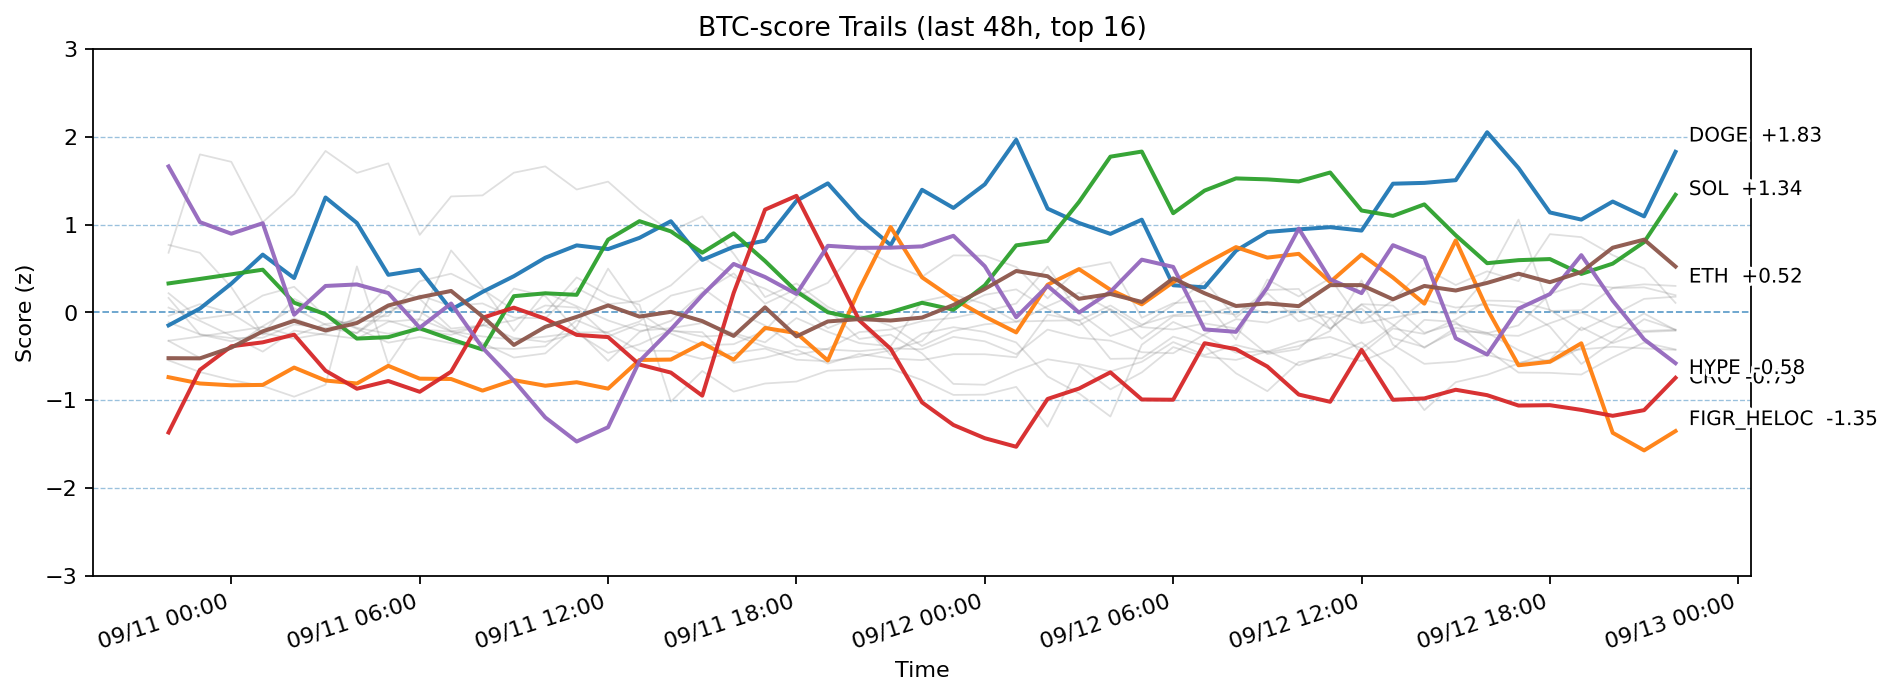 BTC-score Trails (last 48h, top 16)
Score (z)
3
2
1
0
−1
−2
−3
DOGE +1.83
SOL +1.34
ETH +0.52
HYPE -0.58
CRO -0.75
FIGR_HELOC -1.35
09/11 00:00
09/11 06:00
09/11 12:00
09/11 18:00
09/12 00:00
09/12 06:00
09/12 12:00
09/12 18:00
09/13 00:00
Time